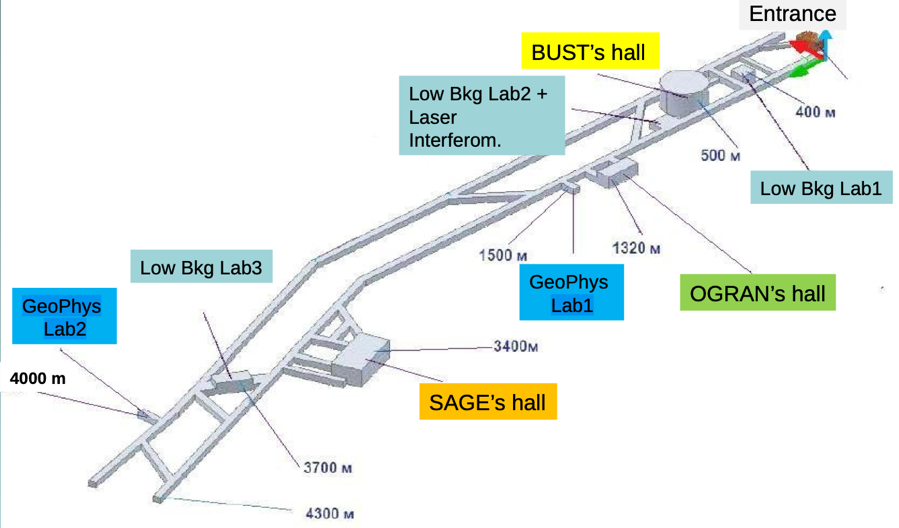 Entrance
BUST's hall
Low Bkg Lab2 +
Laser
Interferom.
400 м
500 м
Low Bkg Lab1
1500 м
1320 м
Low Bkg Lab3
GeoPhys
Lab1
OGRAN's hall
GeoPhys
Lab2
3400м
4000 m
SAGE's hall
3700 м
4300 м